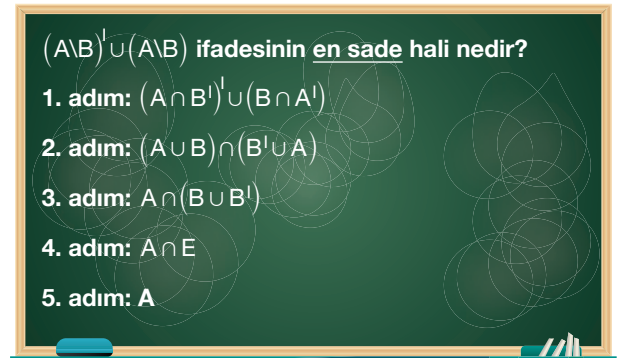 (A\B)ᑊ∪(A\B) ifadesinin en sade hali nedir?
1. adım: (A∩Bᑊ)ᑊ∪(B∩Aᑊ)
2. adım: (A∪B)∩(Bᑊ∪A)
3. adım: A∩(B∪Bᑊ)
4. adım: A∩E
5. adım: A